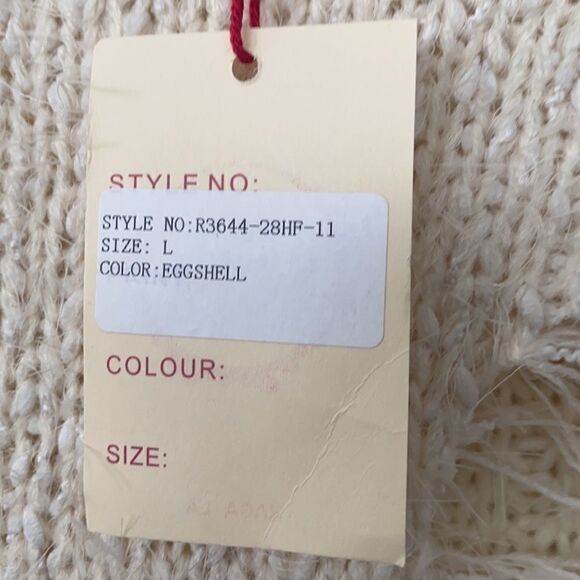 STYLE NO:
STYLE NO:R3644-28HF-11
SIZE: L
COLOR:EGGSHELL
COLOUR:
SIZE: